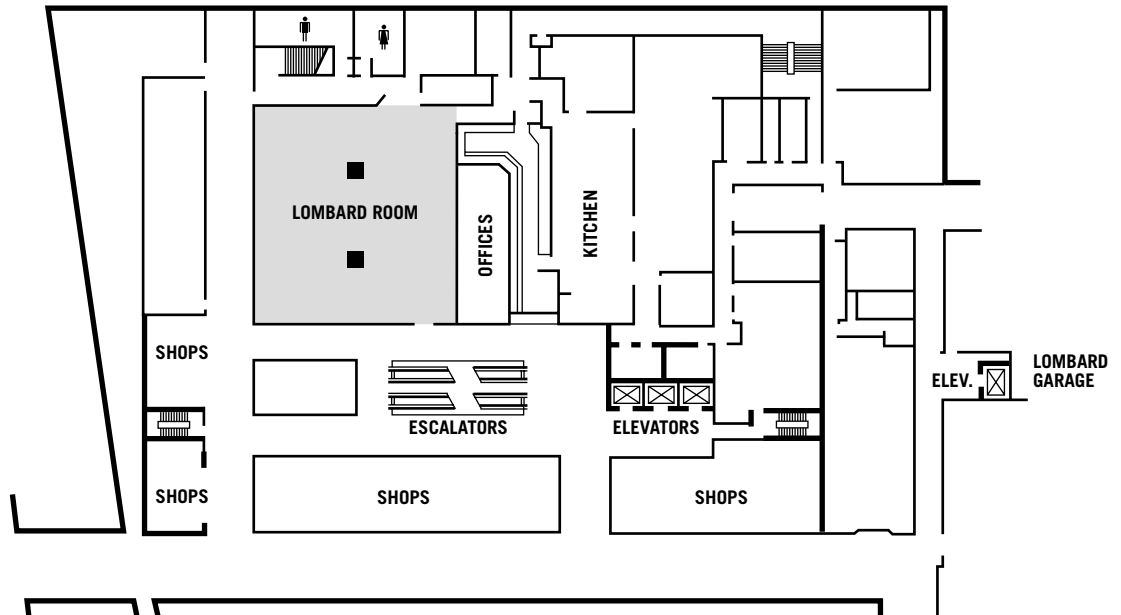 LOMBARD ROOM
OFFICES
KITCHEN
SHOPS
LOMBARD
GARAGE
ELEV.
ESCALATORS
ELEVATORS
SHOPS
SHOPS
SHOPS